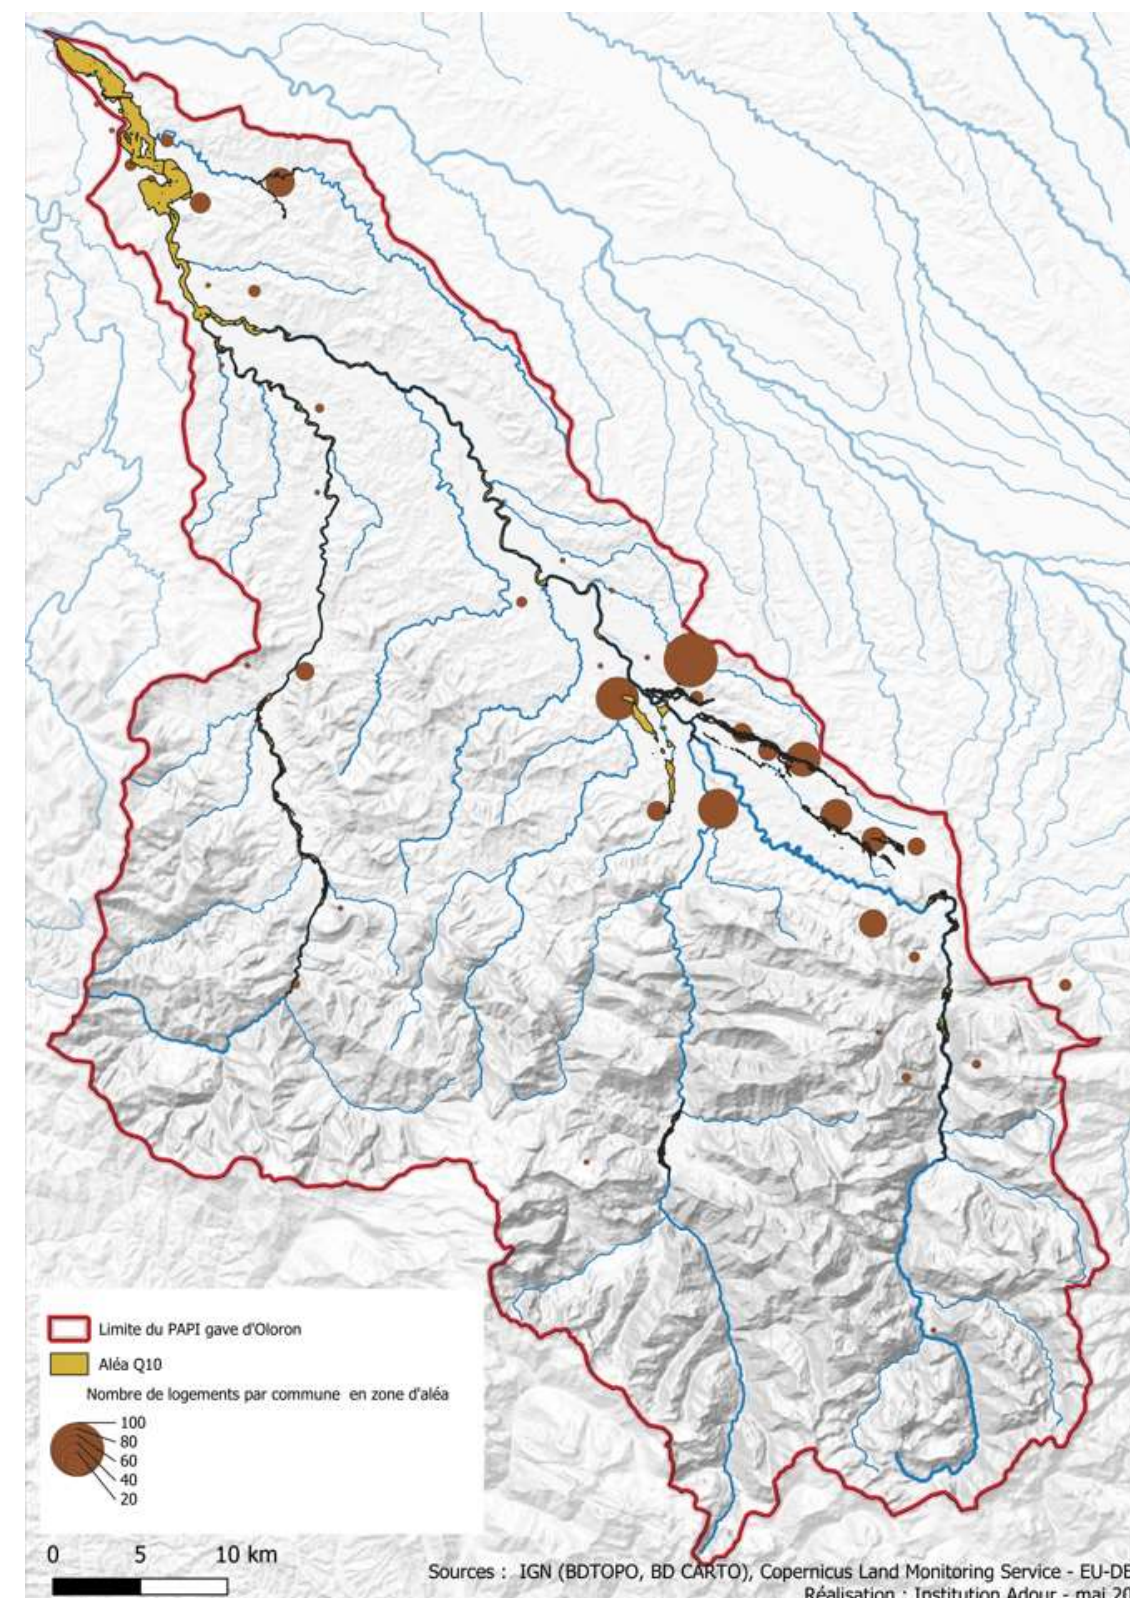 Limite du PAPI gave d'Oloron
Aléa Q10
Nombre de logements par commune en zone d'aléa
100
80
60
40
20
0 5 10 km
Sources : IGN (BDTOPO, BD CARTO), Copernicus Land Monitoring Service - EU-DE
Réalisation : Institution Adour - mai 20